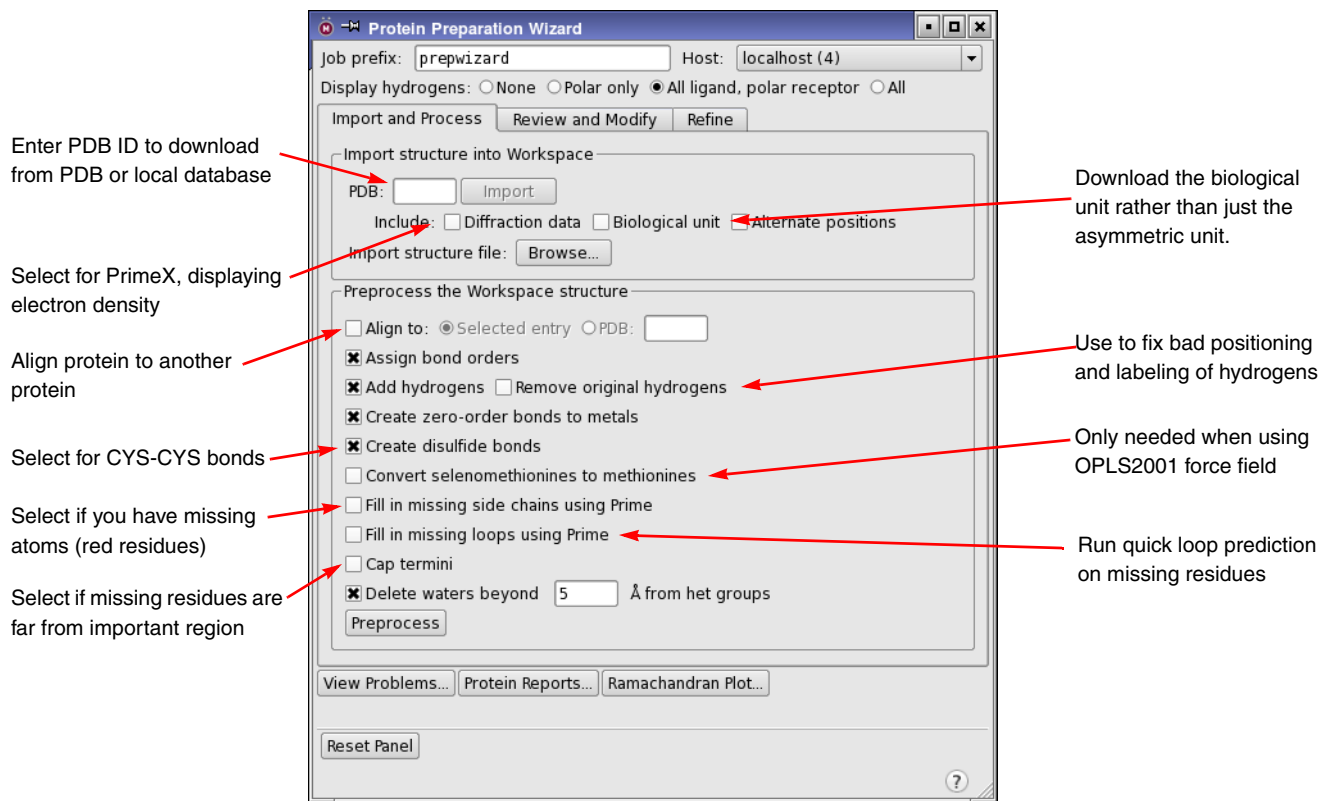 Protein Preparation Wizard
Job prefix: prepwizard Host: localhost (4)
Display hydrogens: None Polar only All ligand, polar receptor All
Import and Process Review and Modify Refine
Enter PDB ID to download
from PDB or local database
Import structure into Workspace
PDB: Import
Include: Diffraction data Biological unit Alternate positions
Import structure file: Browse...
Download the biological
unit rather than just the
asymmetric unit.
Select for PrimeX, displaying
electron density
Preprocess the Workspace structure
Align to: Selected entry PDB:
Assign bond orders
Add hydrogens Remove original hydrogens
Create zero-order bonds to metals
Create disulfide bonds
Convert selenomethionines to methionines
Fill in missing side chains using Prime
Fill in missing loops using Prime
Cap termini
Delete waters beyond 5 Å from het groups
Preprocess
Align protein to another
protein
Use to fix bad positioning
and labeling of hydrogens
Select for CYS-CYS bonds
Only needed when using
OPLS2001 force field
Select if you have missing
atoms (red residues)
Run quick loop prediction
on missing residues
Select if missing residues are
far from important region
View Problems... Protein Reports... Ramachandran Plot...
Reset Panel
?